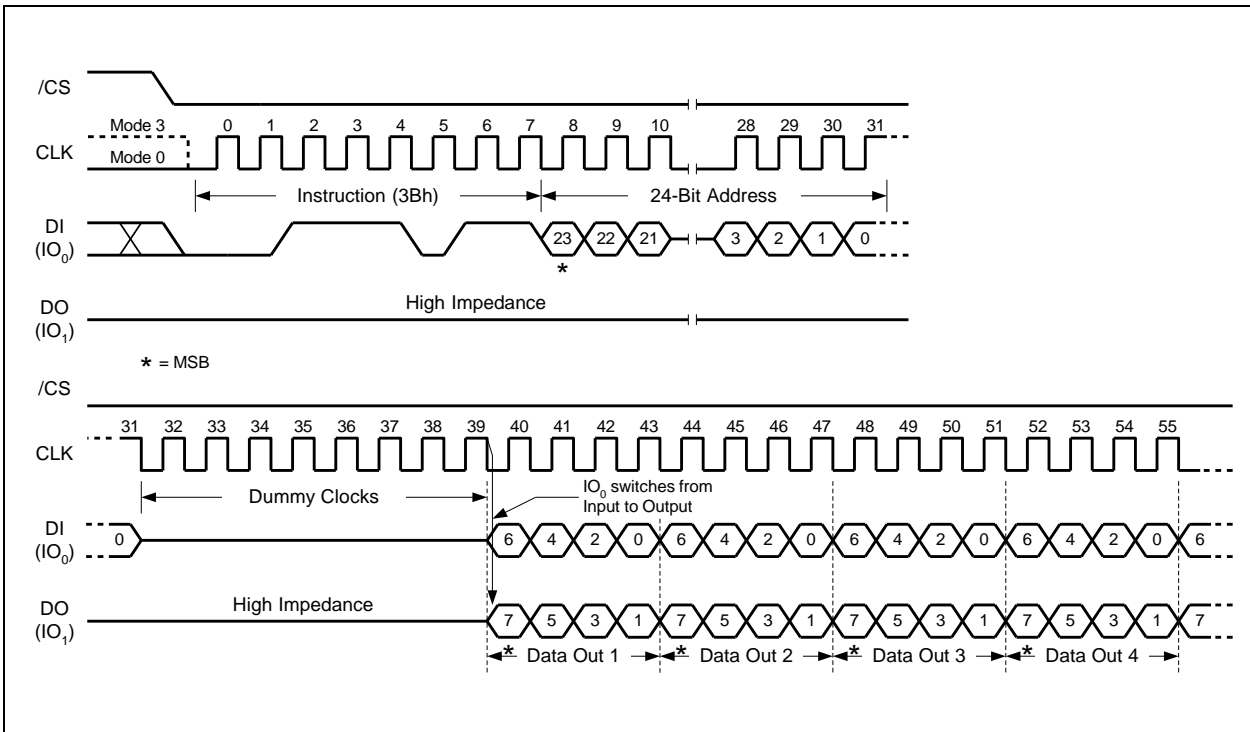 /CS
Mode 3 0 1 2 3 4 5 6 7 8 9 10 28 29 30 31
CLK Mode 0
Instruction (3Bh) 24-Bit Address
DI
(IO0) 23 22 21 3 2 1 0
*
High Impedance
DO
(IO1)
* = MSB
/CS
31 32 33 34 35 36 37 38 39 40 41 42 43 44 45 46 47 48 49 50 51 52 53 54 55
CLK
Dummy Clocks
IO0 switches from
Input to Output
DI
(IO0) 0 6 4 2 0 6 4 2 0 6 4 2 0 6 4 2 0 6
High Impedance
DO
(IO1) 7 5 3 1 7 5 3 1 7 5 3 1 7 5 3 1 7
* Data Out 1 * Data Out 2 * Data Out 3 * Data Out 4